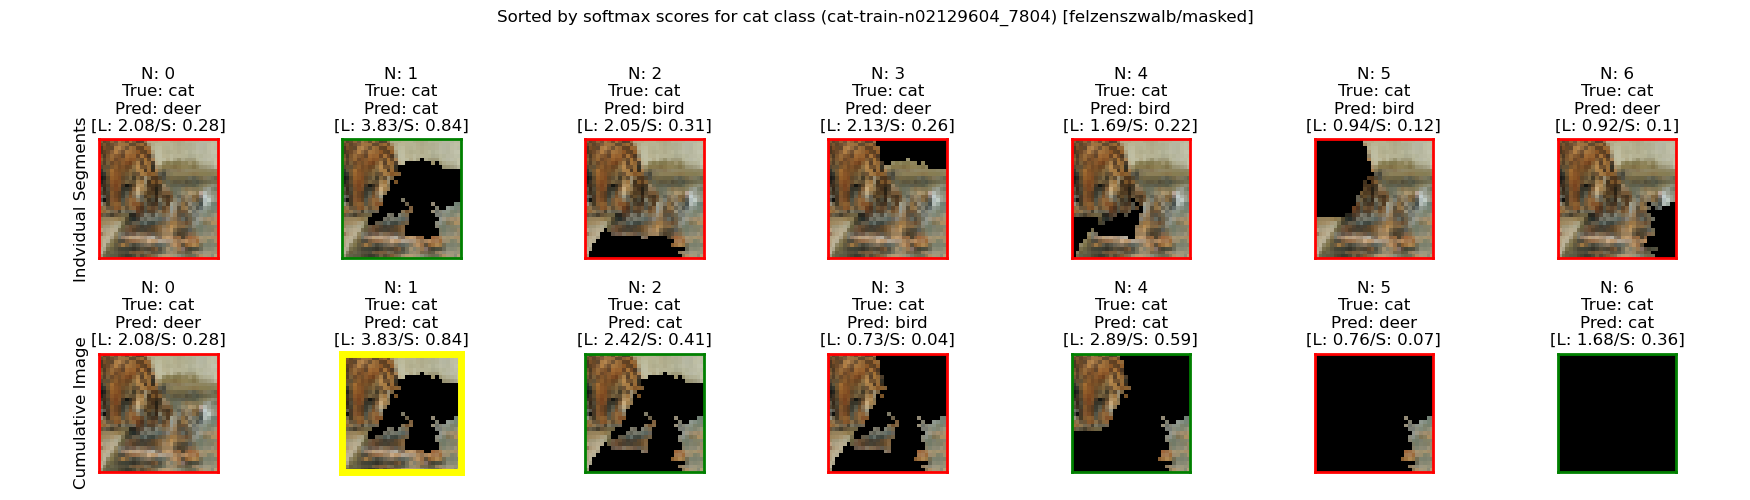 Sorted by softmax scores for cat class (cat-train-n02129604_7804) [felzenszwalb/masked]
Indvidual Segments
N: 0
True: cat
Pred: deer
[L: 2.08/S: 0.28]
N: 1
True: cat
Pred: cat
[L: 3.83/S: 0.84]
N: 2
True: cat
Pred: bird
[L: 2.05/S: 0.31]
N: 3
True: cat
Pred: deer
[L: 2.13/S: 0.26]
N: 4
True: cat
Pred: bird
[L: 1.69/S: 0.22]
N: 5
True: cat
Pred: bird
[L: 0.94/S: 0.12]
N: 6
True: cat
Pred: deer
[L: 0.92/S: 0.1]
Cumulative Image
N: 0
True: cat
Pred: deer
[L: 2.08/S: 0.28]
N: 1
True: cat
Pred: cat
[L: 3.83/S: 0.84]
N: 2
True: cat
Pred: cat
[L: 2.42/S: 0.41]
N: 3
True: cat
Pred: bird
[L: 0.73/S: 0.04]
N: 4
True: cat
Pred: cat
[L: 2.89/S: 0.59]
N: 5
True: cat
Pred: deer
[L: 0.76/S: 0.07]
N: 6
True: cat
Pred: cat
[L: 1.68/S: 0.36]